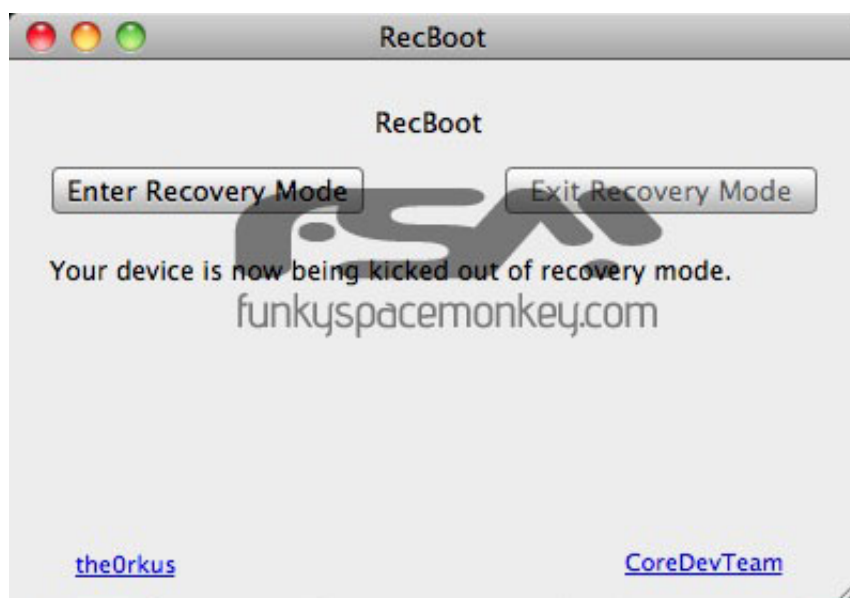 RecBoot
RecBoot
Enter Recovery Mode
Exit Recovery Mode
Your device is now being kicked out of recovery mode.
FSM
funkyspacemonkey.com
the0rkus
CoreDevTeam